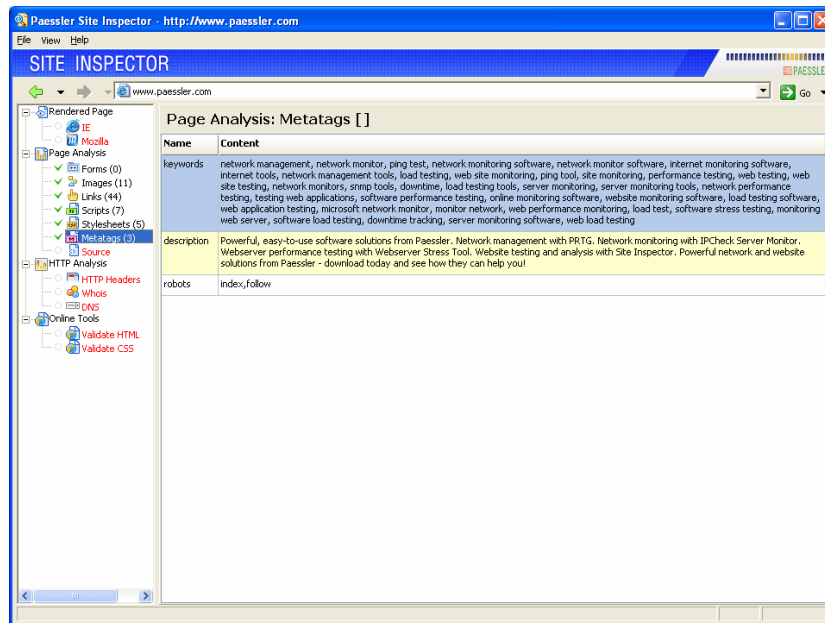 Paessler Site Inspector - http://www.paessler.com
File View Help
SITE INSPECTOR
PAESSLE
www.paessler.com
Go
Rendered Page
IE
Mozilla
Page Analysis
Forms (0)
Images (11)
Links (44)
Scripts (7)
Stylesheets (5)
Metatags (3)
Source
HTTP Analysis
HTTP Headers
Whois
DNS
Online Tools
Validate HTML
Validate CSS
Page Analysis: Metatags []
Name Content
keywords network management, network monitor, ping test, network monitoring software, network monitor software, internet monitoring software,
internet tools, network management tools, load testing, web site monitoring, ping tool, site monitoring, performance testing, web testing, web
site testing, network monitors, snmp tools, downtime, load testing tools, server monitoring, server monitoring tools, network performance
testing, testing web applications, software performance testing, online monitoring software, website monitoring software, load testing software,
web application testing, microsoft network monitor, monitor network, web performance monitoring, load test, software stress testing, monitoring
web server, software load testing, downtime tracking, server monitoring software, web load testing
description Powerful, easy-to-use software solutions from Paessler. Network management with PRTG. Network monitoring with IPCheck Server Monitor.
Webserver performance testing with Webserver Stress Tool. Website testing and analysis with Site Inspector. Powerful network and website
solutions from Paessler - download today and see how they can help you!
robots index,follow